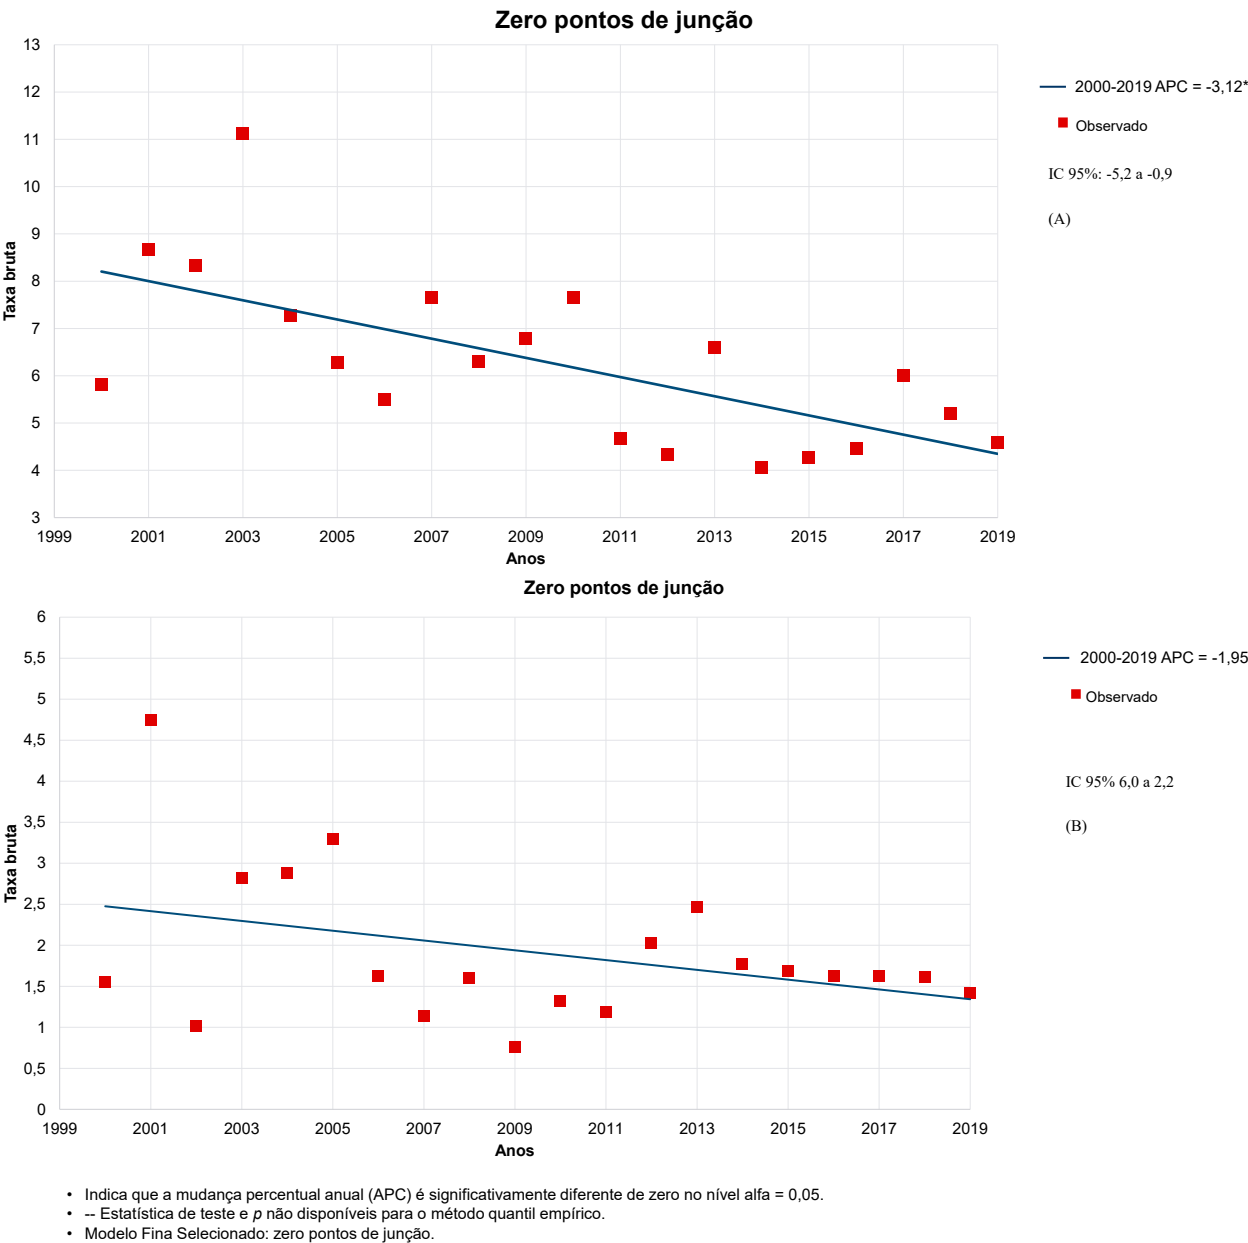 Zero pontos de junção
13
12
11
10
9
8
7
6
5
4
3
Taxa bruta
1999 2001 2003 2005 2007 2009 2011 2013 2015 2017 2019
Anos
2000-2019 APC = -3,12*
Observado
IC 95%: -5,2 a -0,9
(A)
Zero pontos de junção
6
5,5
5
4,5
4
3,5
3
2,5
2
1,5
1
0,5
0
Taxa bruta
1999 2001 2003 2005 2007 2009 2011 2013 2015 2017 2019
Anos
2000-2019 APC = -1,95
Observado
IC 95% 6,0 a 2,2
(B)
• Indica que a mudança percentual anual (APC) é significativamente diferente de zero no nível alfa = 0,05.
• -- Estatística de teste e p não disponíveis para o método quantil empírico.
• Modelo Fina Selecionado: zero pontos de junção.